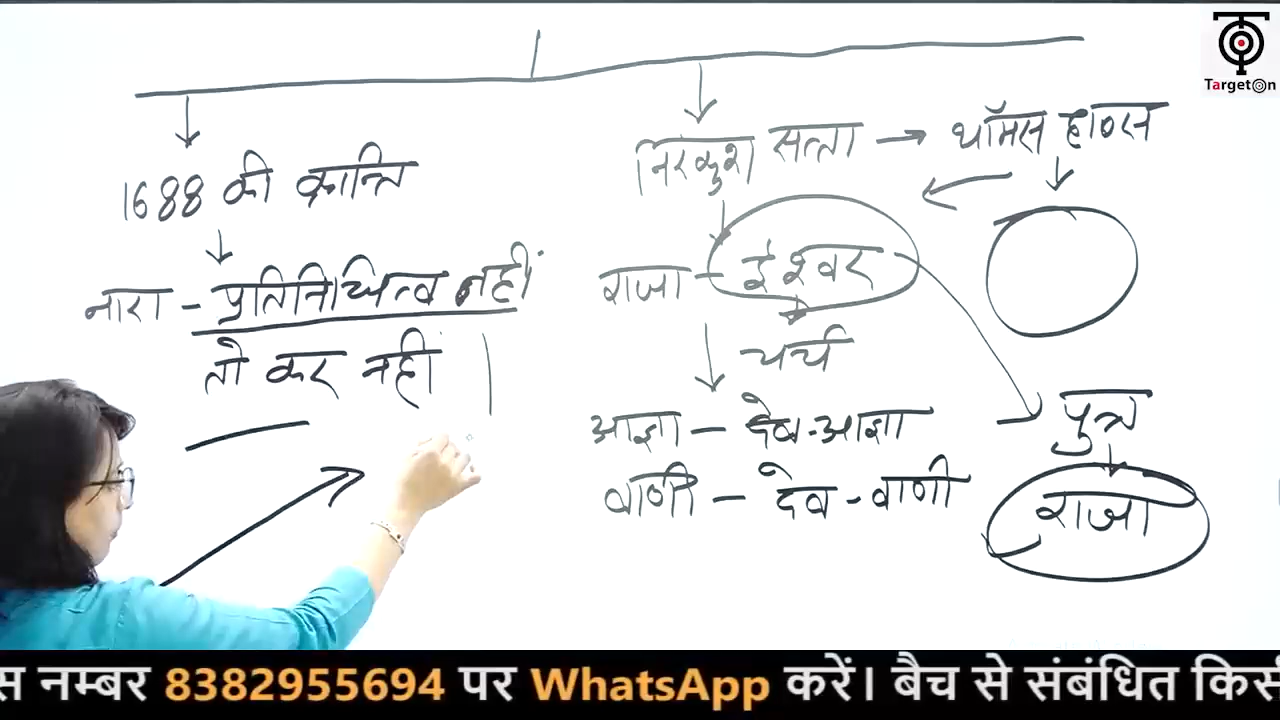 TargetOn
1688 की क्रान्ति
नारा - प्रतिनिधित्व नहीं
तो कर नहीं
निरंकुश सत्ता → थॉमस हाब्स
राजा - ईश्वर
चर्च
आज्ञा - देव-आज्ञा
वाणी - देव-वाणी
पुत्र
राजा
स नम्बर 8382955694 पर WhatsApp करें। बैच से संबंधित किसी